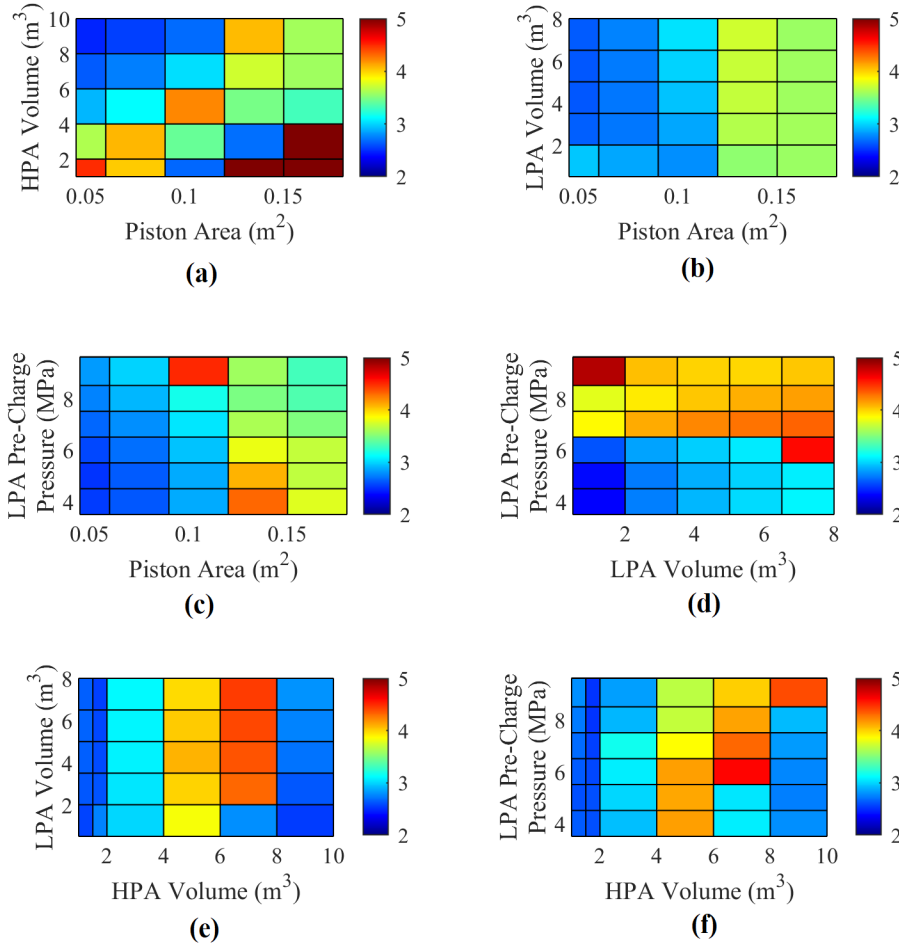 10
8
6
4
2
HPA Volume (m³)
0.05 0.1 0.15
Piston Area (m²)
5
4
3
2
(a)
8
6
4
2
LPA Volume (m³)
0.05 0.1 0.15
Piston Area (m²)
5
4
3
2
(b)
LPA Pre-Charge
Pressure (MPa)
8
6
4
0.05 0.1 0.15
Piston Area (m²)
5
4
3
2
(c)
LPA Pre-Charge
Pressure (MPa)
8
6
4
2 4 6 8
LPA Volume (m³)
5
4
3
2
(d)
8
6
4
2
LPA Volume (m³)
2 4 6 8 10
HPA Volume (m³)
5
4
3
2
(e)
LPA Pre-Charge
Pressure (MPa)
8
6
4
2 4 6 8 10
HPA Volume (m³)
5
4
3
2
(f)